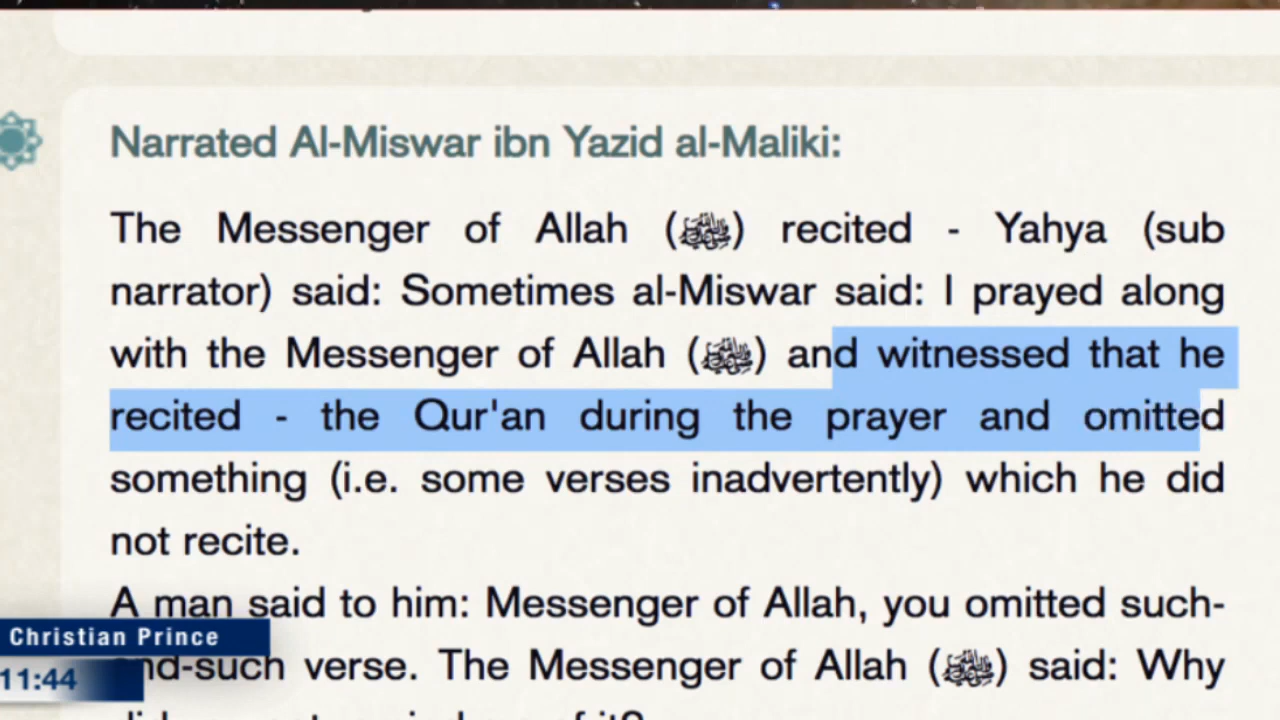 Narrated Al-Miswar ibn Yazid al-Maliki:
The Messenger of Allah (ﷺ) recited - Yahya (sub
narrator) said: Sometimes al-Miswar said: I prayed along
with the Messenger of Allah (ﷺ) and witnessed that he
recited - the Qur'an during the prayer and omitted
something (i.e. some verses inadvertently) which he did
not recite.
A man said to him: Messenger of Allah, you omitted such-
and-such verse. The Messenger of Allah (ﷺ) said: Why
Christian Prince
11:44